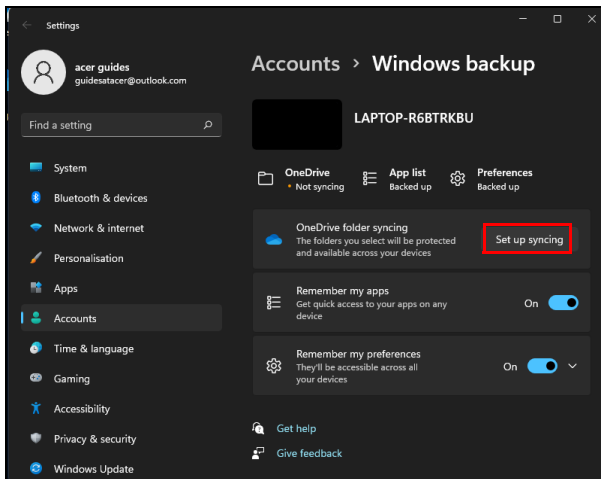 Settings
acer guides
guidesatacer@outlook.com
Find a setting
System
Bluetooth & devices
Network & internet
Personalisation
Apps
Accounts
Time & language
Gaming
Accessibility
Privacy & security
Windows Update
Accounts > Windows backup
LAPTOP-R6BTRKBU
OneDrive
• Not syncing
App list
Backed up
Preferences
Backed up
OneDrive folder syncing
The folders you select will be protected
and available across your devices
Set up syncing
Remember my apps
Get quick access to your apps on any
device
On
Remember my preferences
They'll be accessible across all
your devices
On
Get help
Give feedback